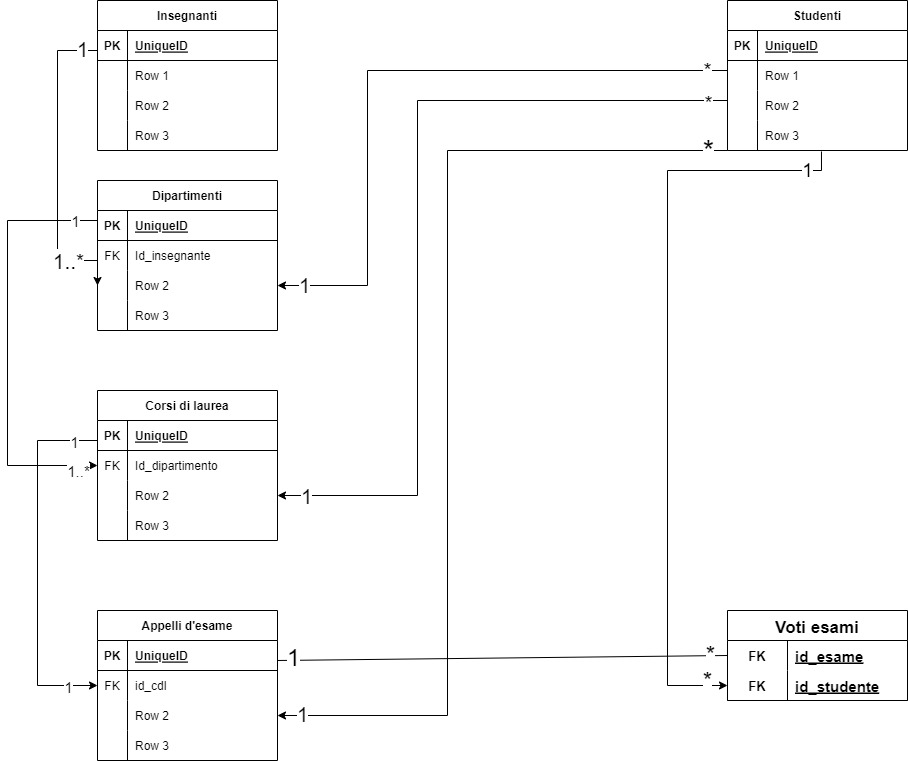 Insegnanti
PK UniqueID
Row 1
Row 2
Row 3
Studenti
PK UniqueID
Row 1
Row 2
Row 3
1
*
*
*
1
Dipartimenti
PK UniqueID
FK Id_insegnante
Row 2
Row 3
1
1..*
1
Corsi di laurea
PK UniqueID
FK Id_dipartimento
Row 2
Row 3
1
1..*
1
Appelli d'esame
PK UniqueID
FK id_cdl
Row 2
Row 3
1
1
1
Voti esami
FK id_esame
FK id_studente
*
*